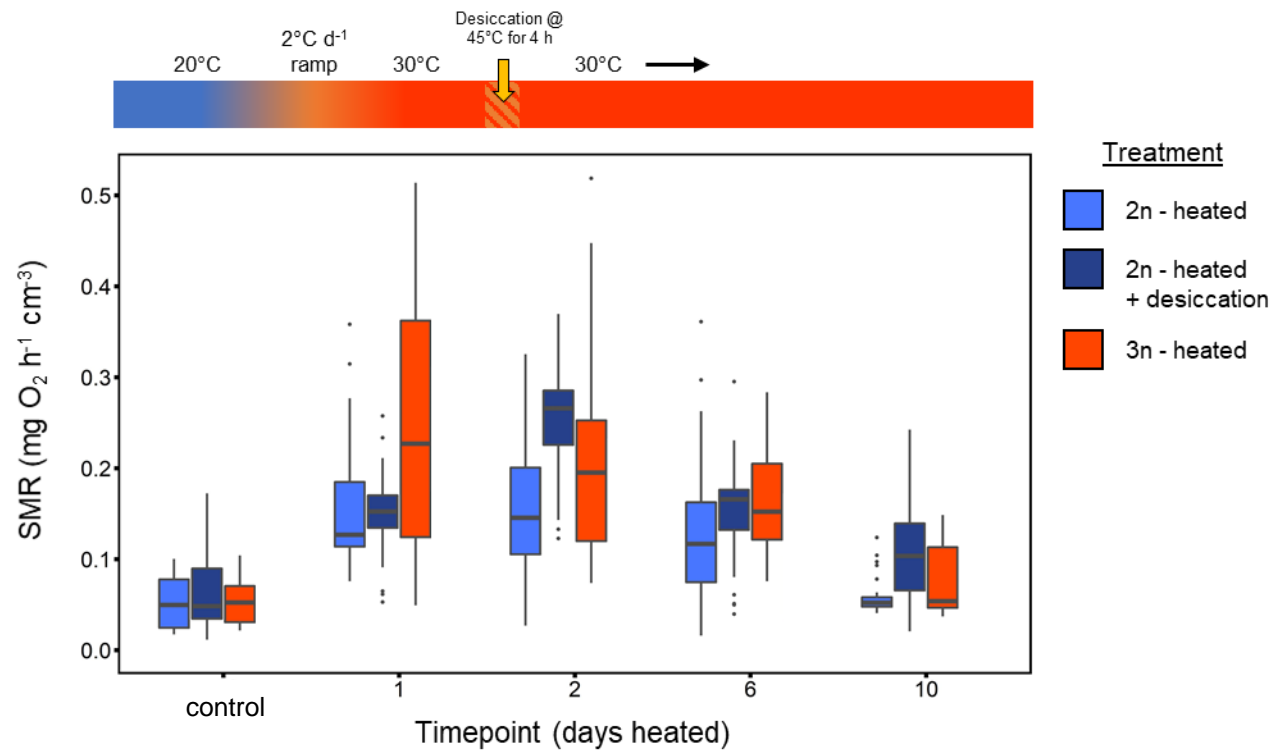 Desiccation @
45°C for 4 h
2°C d⁻¹
ramp
20°C
30°C
30°C
Treatment
2n - heated
2n - heated
+ desiccation
3n - heated
SMR (mg O₂ h⁻¹ cm⁻³)
0.5
0.4
0.3
0.2
0.1
0.0
control
1
2
6
10
Timepoint (days heated)